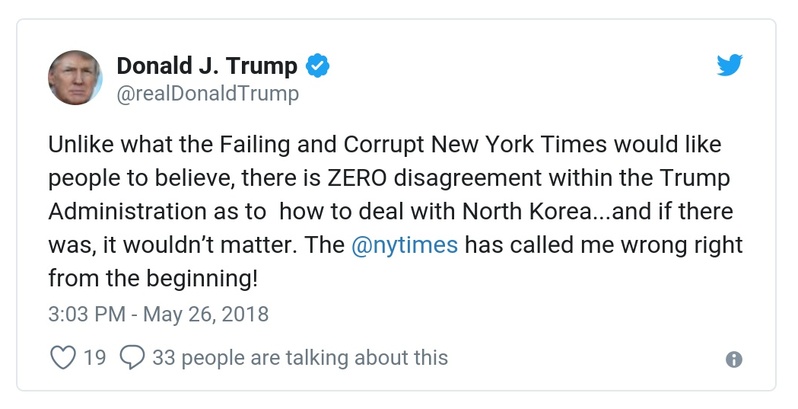 Donald J. Trump
@realDonaldTrump
Unlike what the Failing and Corrupt New York Times would like
people to believe, there is ZERO disagreement within the Trump
Administration as to  how to deal with North Korea...and if there
was, it wouldn’t matter. The @nytimes has called me wrong right
from the beginning!
3:03 PM - May 26, 2018
19 33 people are talking about this